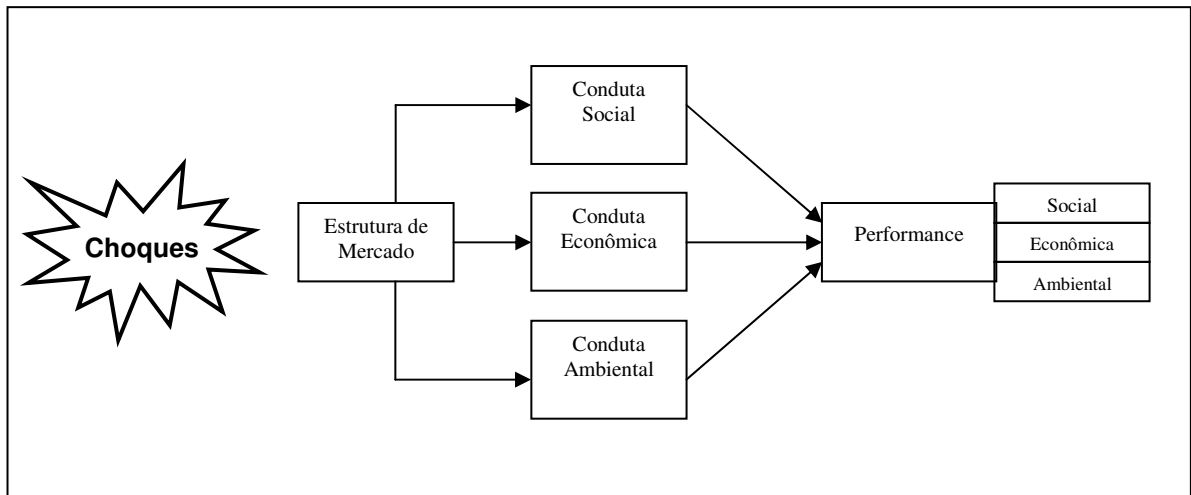 Choques
Estrutura de
Mercado
Conduta
Social
Conduta
Econômica
Conduta
Ambiental
Performance
Social
Econômica
Ambiental